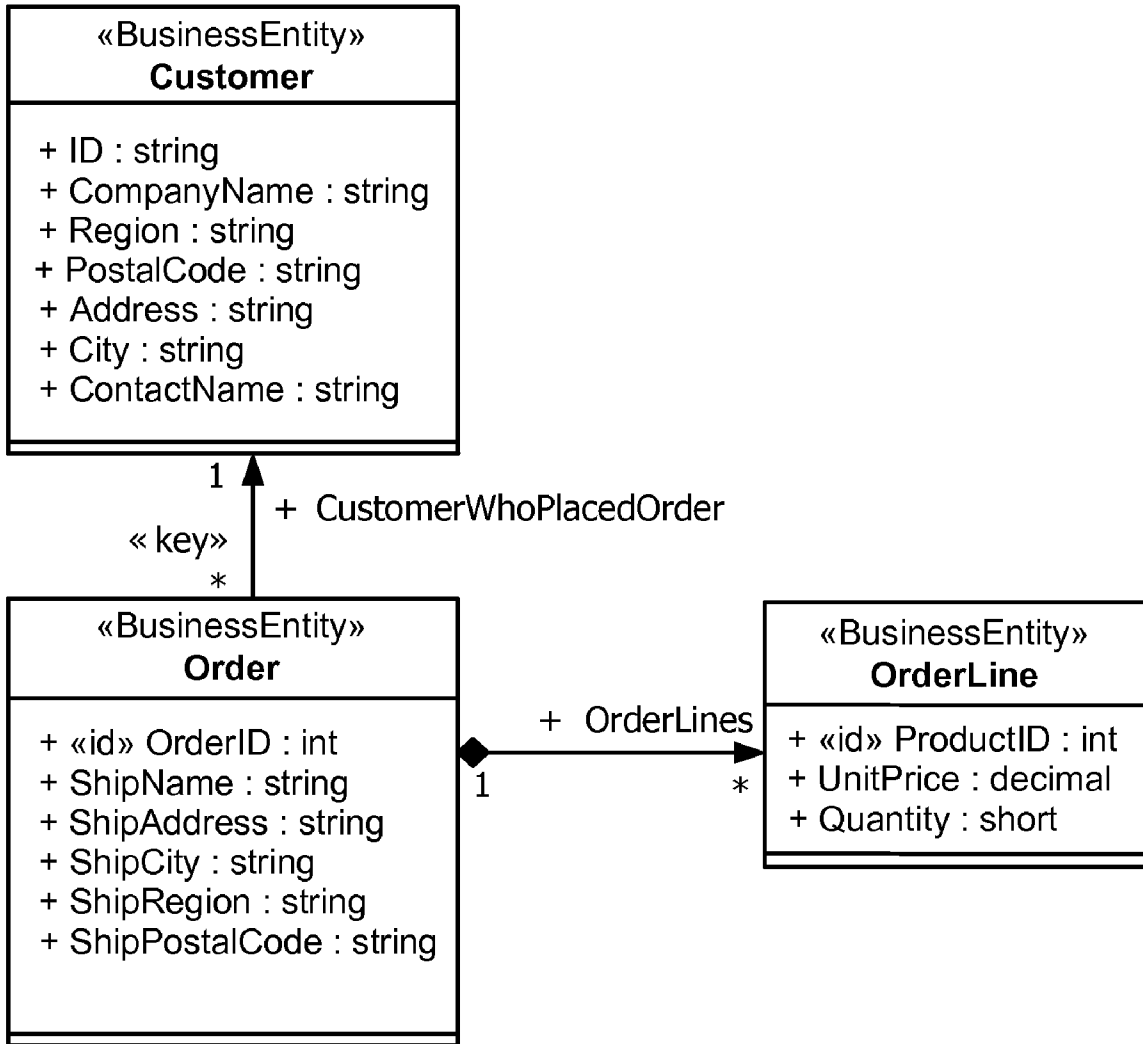 «BusinessEntity»
Customer
+ ID : string
+ CompanyName : string
+ Region : string
+ PostalCode : string
+ Address : string
+ City : string
+ ContactName : string
1
+ CustomerWhoPlacedOrder
« key»
*
«BusinessEntity»
Order
+ «id» OrderID : int
+ ShipName : string
+ ShipAddress : string
+ ShipCity : string
+ ShipRegion : string
+ ShipPostalCode : string
+ OrderLines
1
*
«BusinessEntity»
OrderLine
+ «id» ProductID : int
+ UnitPrice : decimal
+ Quantity : short